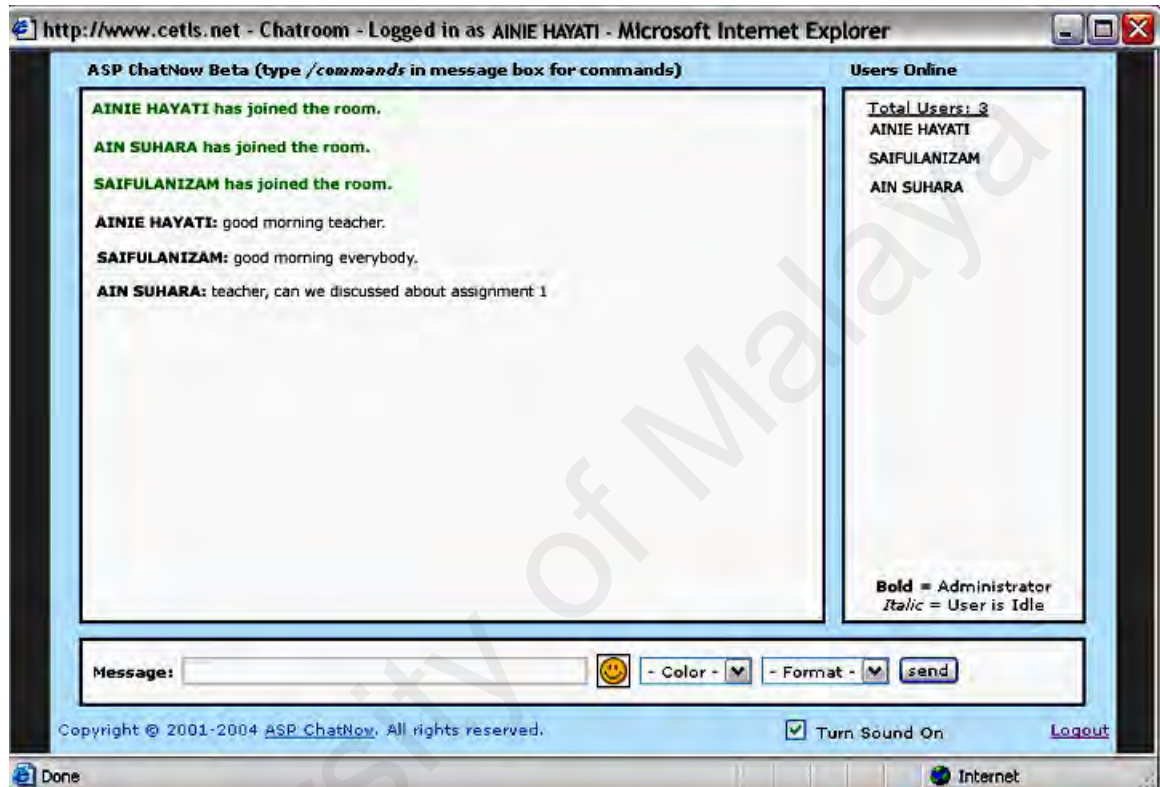 http://www.cetls.net - Chatroom - Logged in as AINIE HAYATI - Microsoft Internet Explorer
ASP ChatNow Beta (type /commands in message box for commands)
Users Online
AINIE HAYATI has joined the room.
AIN SUHARA has joined the room.
SAIFULANIZAM has joined the room.
AINIE HAYATI: good morning teacher.
SAIFULANIZAM: good morning everybody.
AIN SUHARA: teacher, can we discussed about assignment 1
Total Users: 3
AINIE HAYATI
SAIFULANIZAM
AIN SUHARA
Bold = Administrator
Italic = User is Idle
Message:
- Color -
- Format -
send
Copyright © 2001-2004 ASP ChatNow. All rights reserved.
Turn Sound On
Logout
Done
Internet
ersity of Malaya